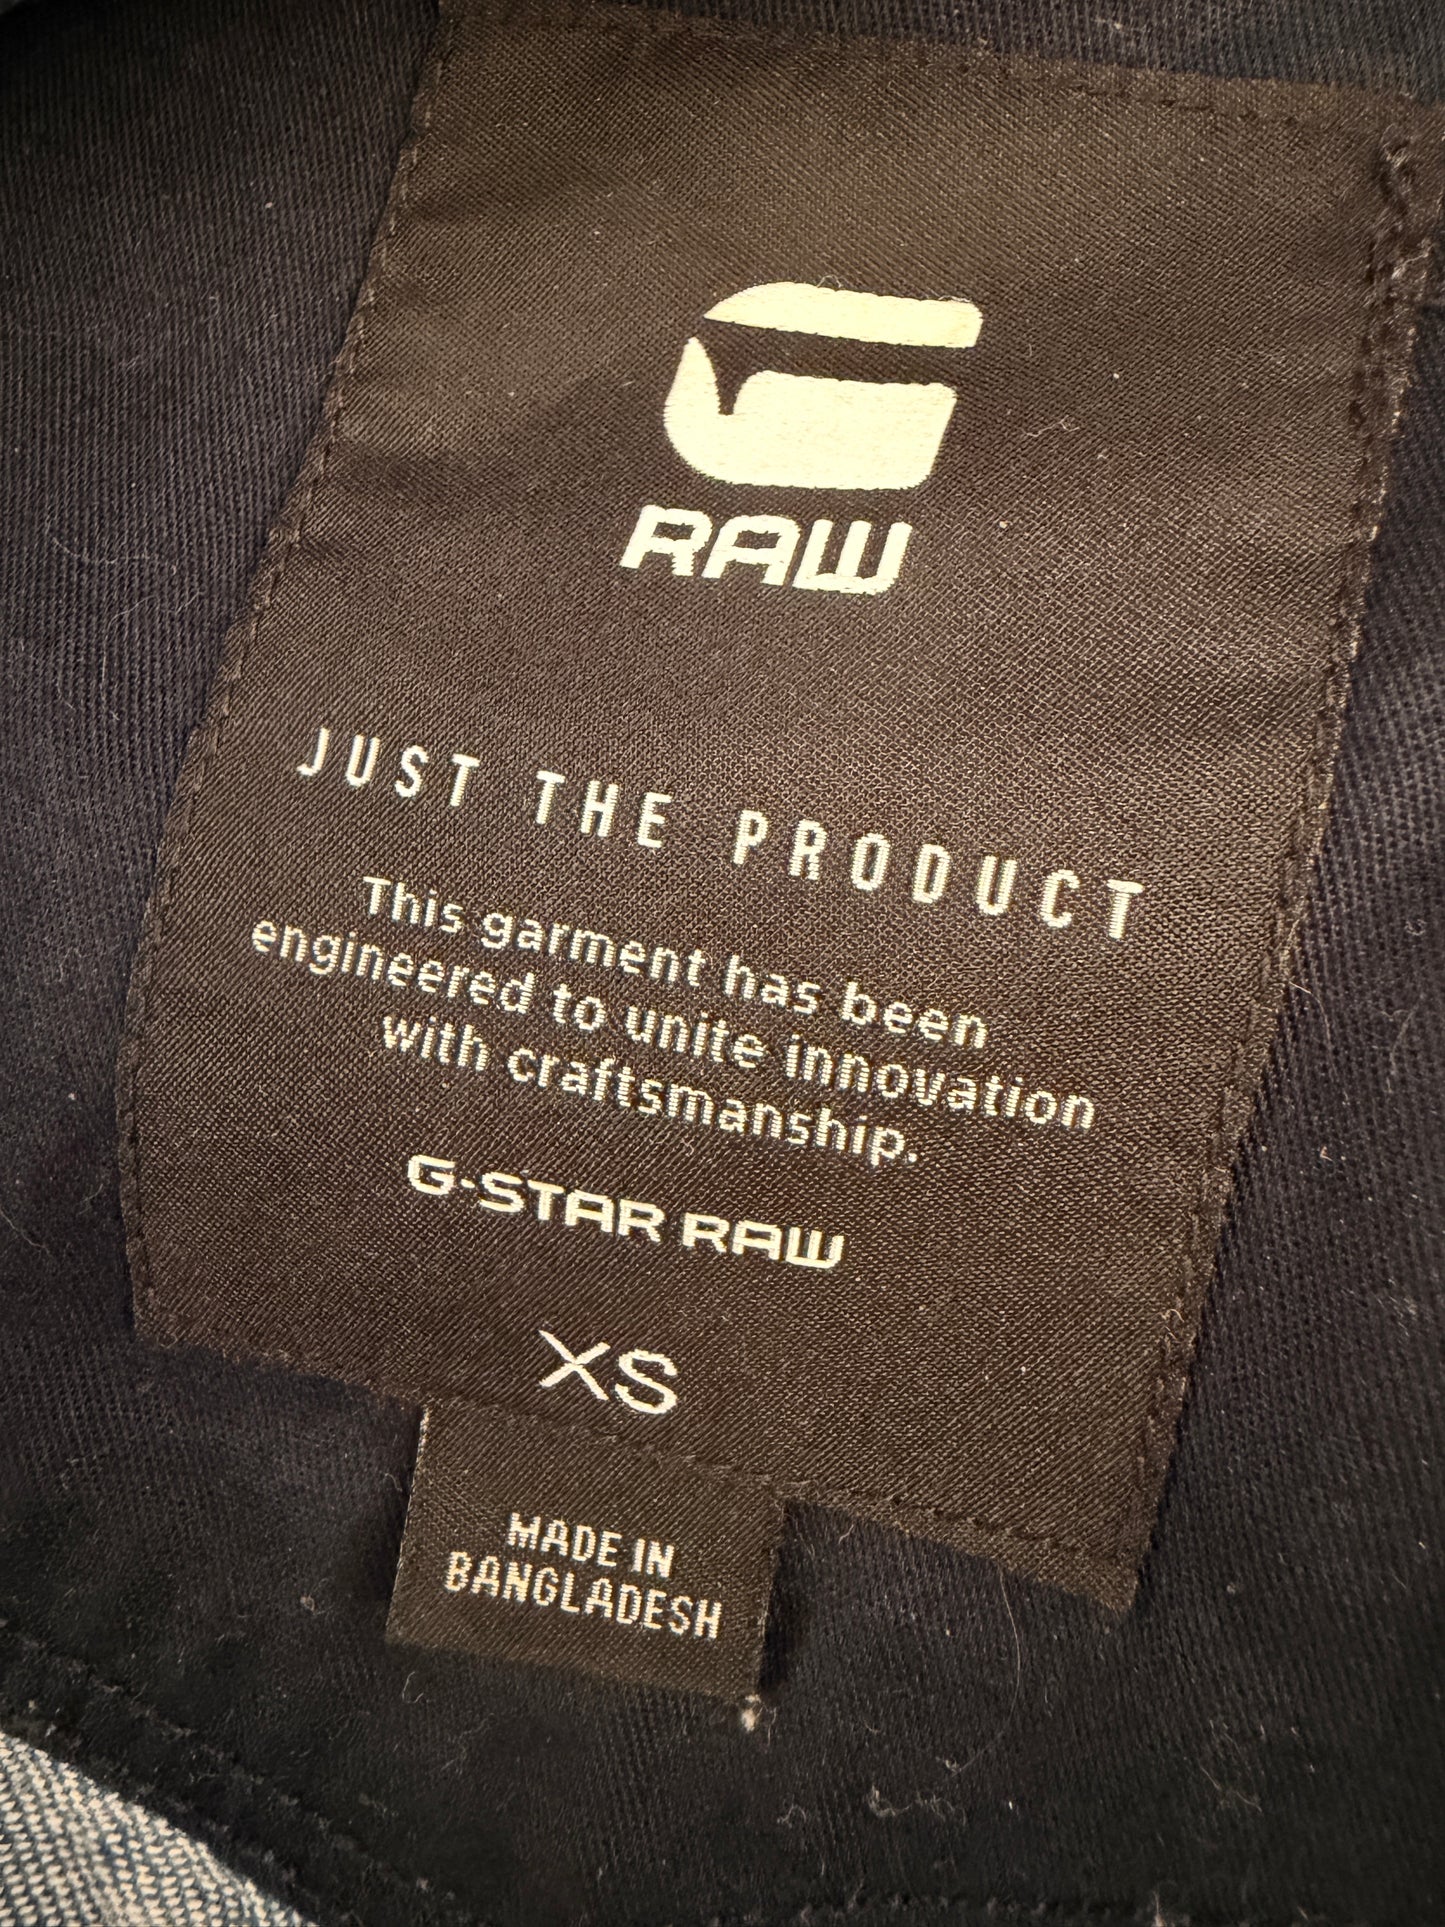 G
RAW
JUST THE PRODUCT
This garment has been
engineered to unite innovation
with craftsmanship.
G-STAR RAW
XS
MADE IN
BANGLADESH